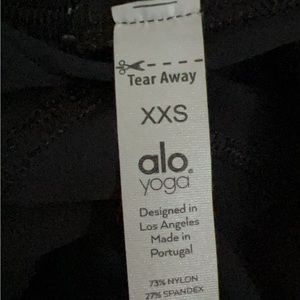 Tear Away
XXS
alo
yoga
Designed in
Los Angeles
Made in
Portugal
73% NYLON
27% SPANDEX